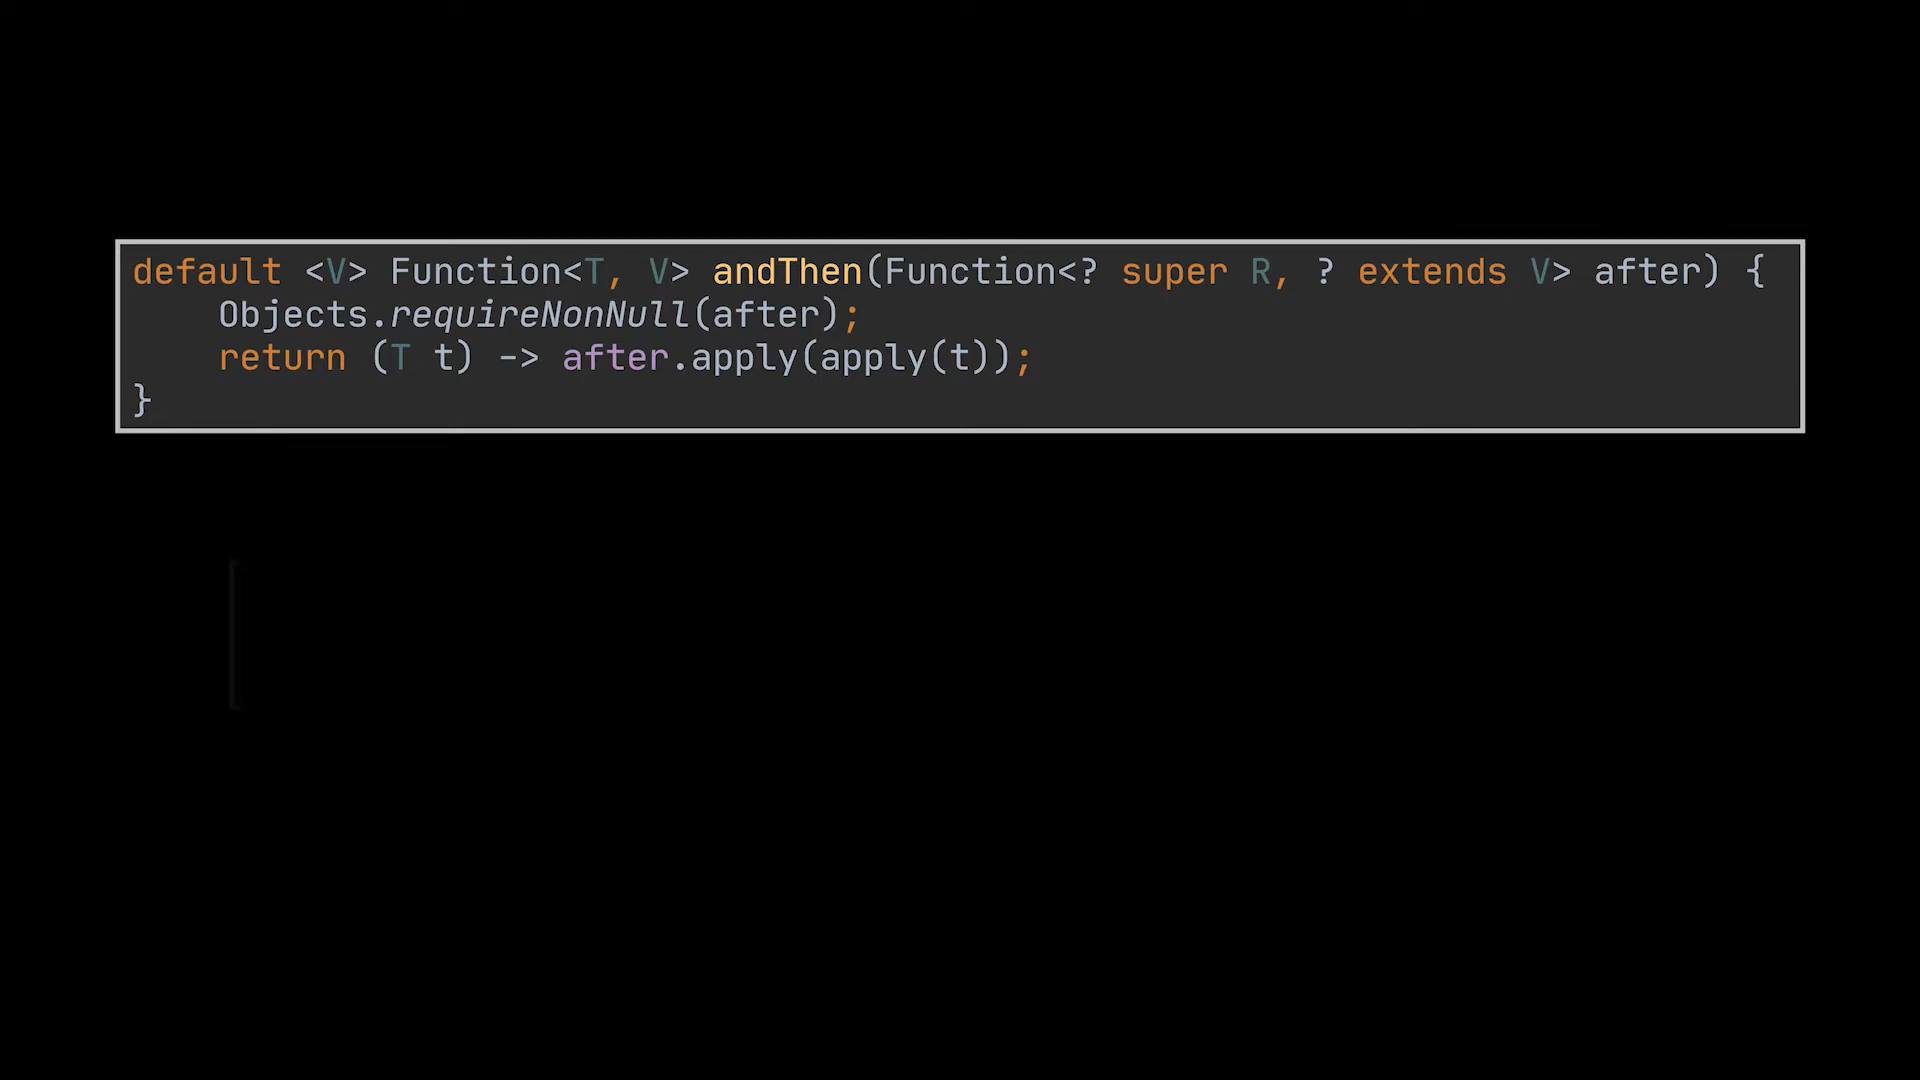 default <V> Function<T, V> andThen(Function<? super R, ? extends V> after) {
    Objects.requireNonNull(after);
    return (T t) -> after.apply(apply(t));
}